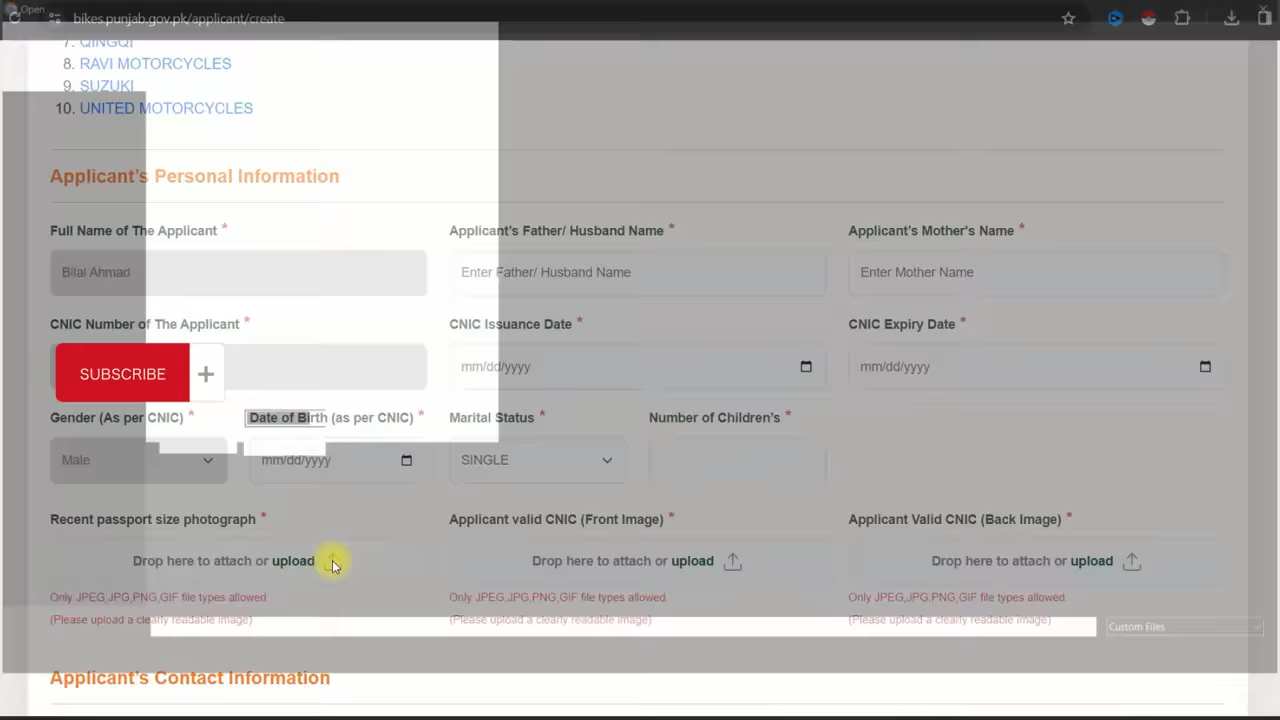 Open
bikes.punjab.gov.pk/applicant/create
7. QINGQI
8. RAVI MOTORCYCLES
9. SUZUKI
10. UNITED MOTORCYCLES
Applicant's Personal Information
Full Name of The Applicant * Applicant's Father/ Husband Name * Applicant's Mother's Name *
Bilal Ahmad Enter Father/ Husband Name Enter Mother Name
CNIC Number of The Applicant * CNIC Issuance Date * CNIC Expiry Date *
SUBSCRIBE + mm/dd/yyyy mm/dd/yyyy
Gender (As per CNIC) * Date of Birth (as per CNIC) * Marital Status * Number of Children's *
Male mm/dd/yyyy SINGLE
Recent passport size photograph * Applicant valid CNIC (Front Image) * Applicant Valid CNIC (Back Image) *
Drop here to attach or upload Drop here to attach or upload Drop here to attach or upload
Only JPEG,JPG,PNG,GIF file types allowed Only JPEG,JPG,PNG,GIF file types allowed Only JPEG,JPG,PNG,GIF file types allowed
(Please upload a clearly readable image) (Please upload a clearly readable image) (Please upload a clearly readable image)
Custom Files
Applicant's Contact Information